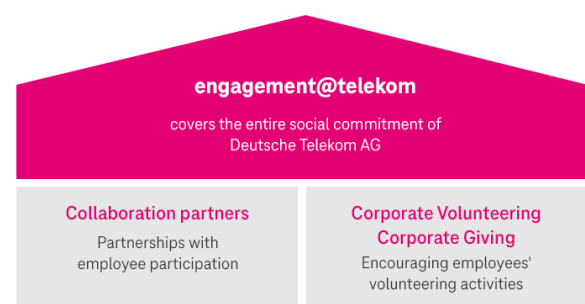 engagement@telekom
covers the entire social commitment of
Deutsche Telekom AG
Collaboration partners
Partnerships with
employee participation
Corporate Volunteering
Corporate Giving
Encouraging employees'
volunteering activities